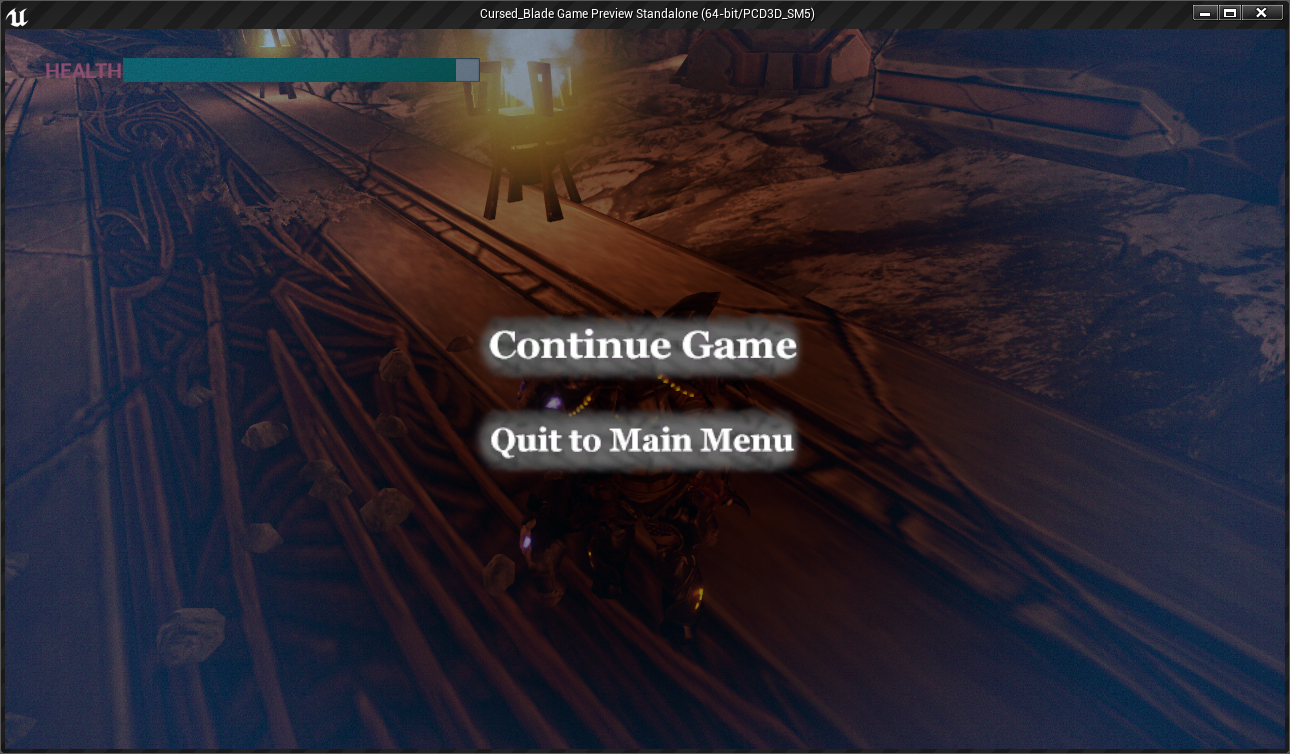 Cursed_Blade Game Preview Standalone (64-bit/PCD3D_SM5)
HEALTH
Continue Game
Quit to Main Menu